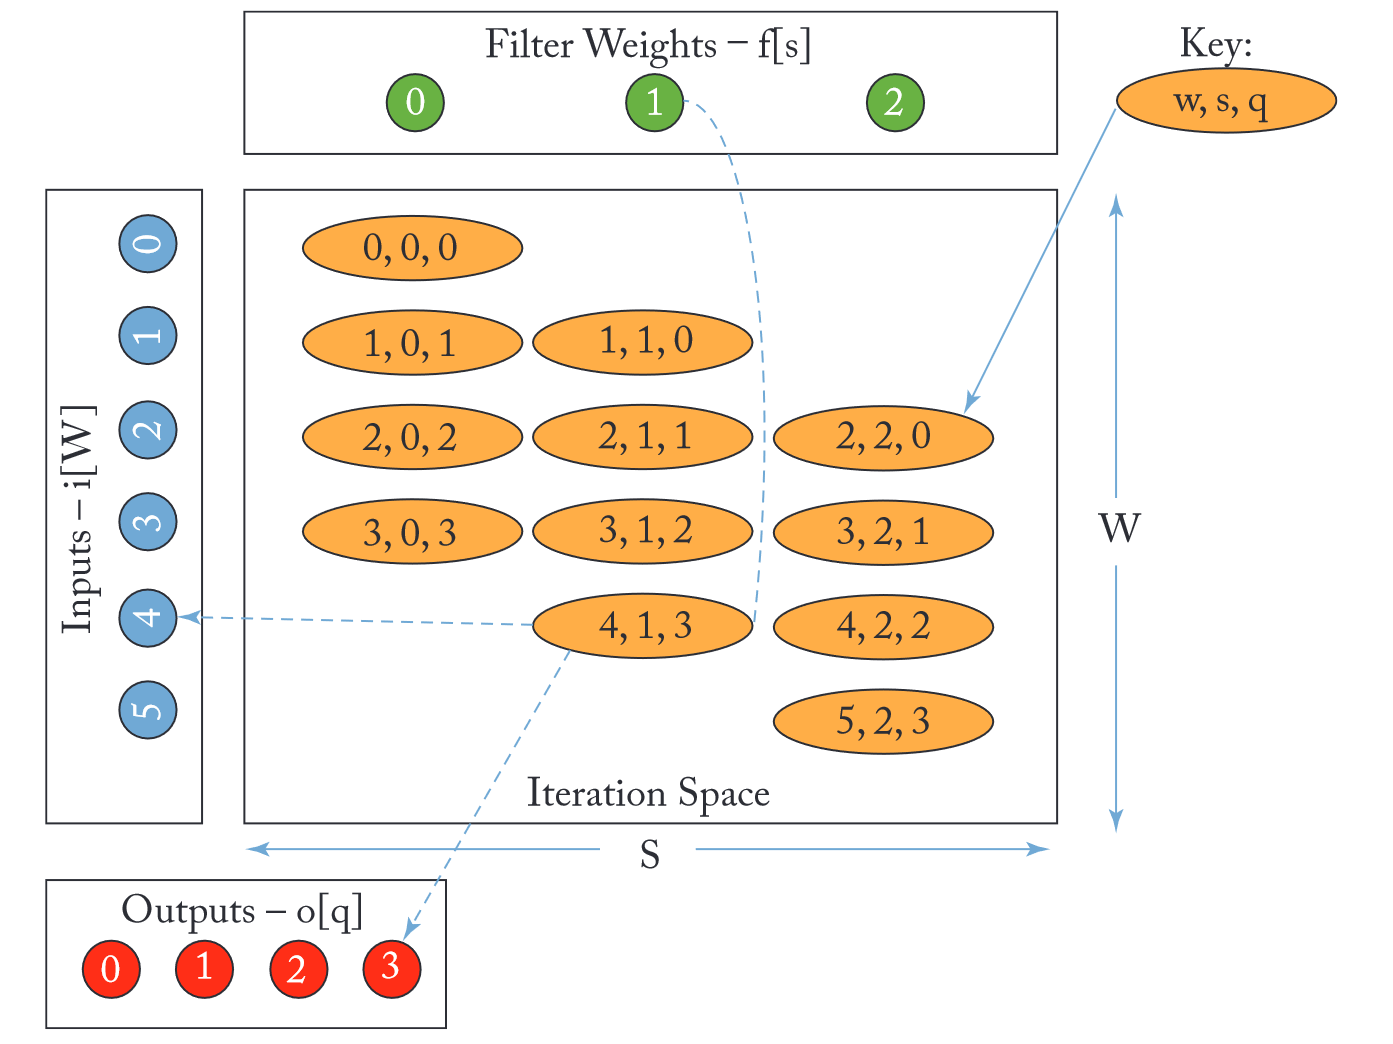 Filter Weights – f[s]
0 1 2
Key:
w, s, q
Inputs – i[W]
0
1
2
3
4
5
0, 0, 0
1, 0, 1 1, 1, 0
2, 0, 2 2, 1, 1 2, 2, 0
3, 0, 3 3, 1, 2 3, 2, 1
4, 1, 3 4, 2, 2
5, 2, 3
Iteration Space
W
S
Outputs – o[q]
0 1 2 3